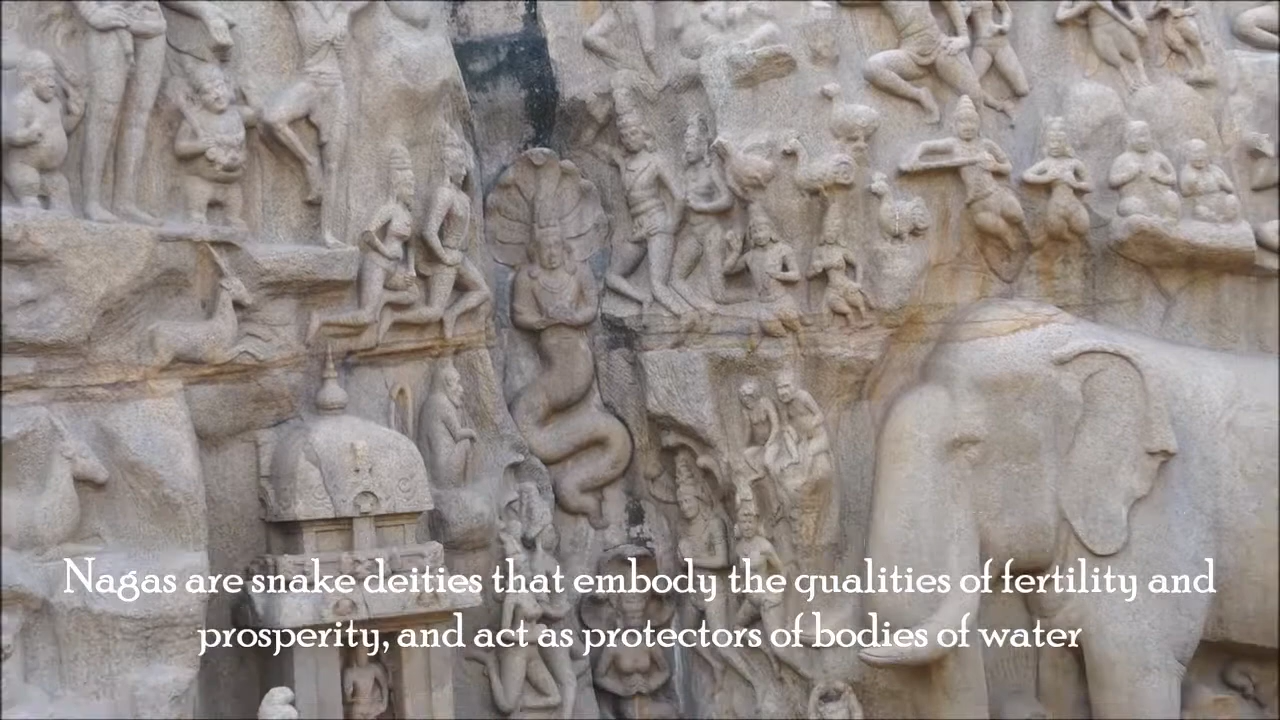 Nagas are snake deities that embody the qualities of fertility and
prosperity, and act as protectors of bodies of water